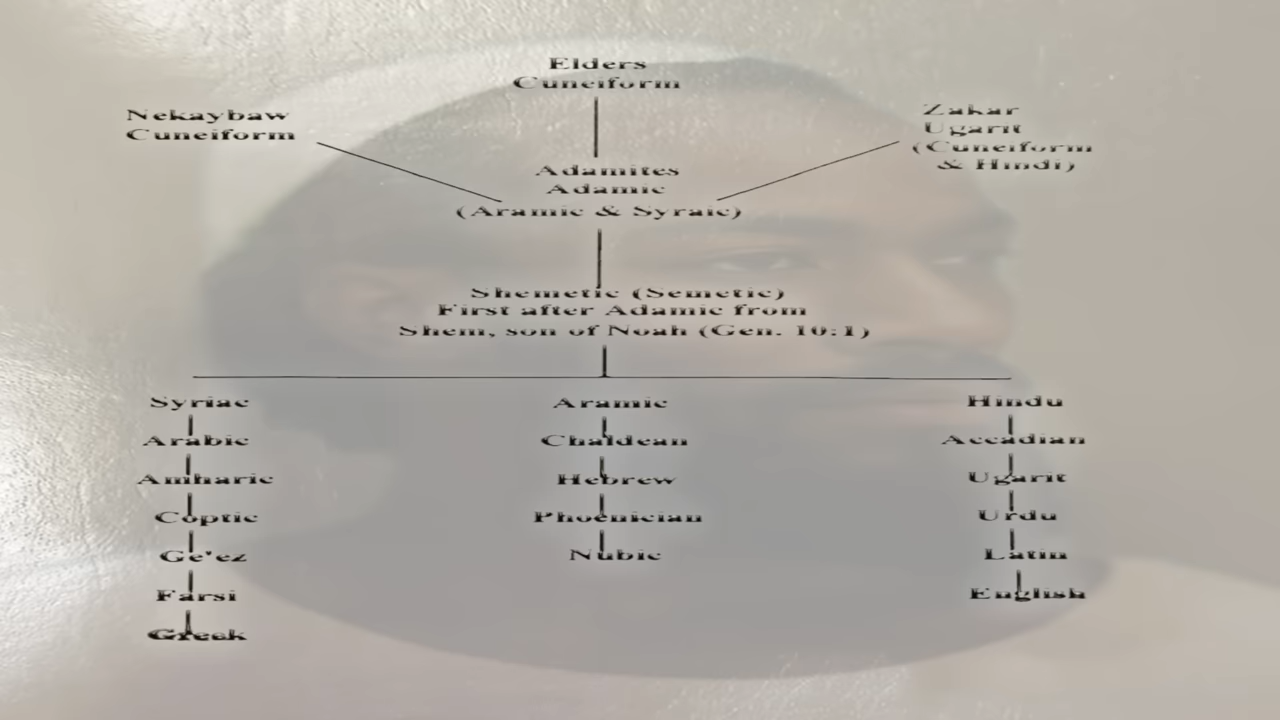 Elders
Cuneiform
Nekaybaw
Cuneiform
Zakar
Ugarit
(Cuneiform
& Hindi)
Adamites
Adamic
(Aramic & Syraic)
Shemetic (Semetic)
First after Adamic from
Shem, son of Noah (Gen. 10:1)
Syriac
Arabic
Amharic
Coptic
Ge'ez
Farsi
Greek
Aramic
Chaldean
Hebrew
Phoenician
Nubic
Hindu
Accadian
Ugarit
Urdu
Latin
English